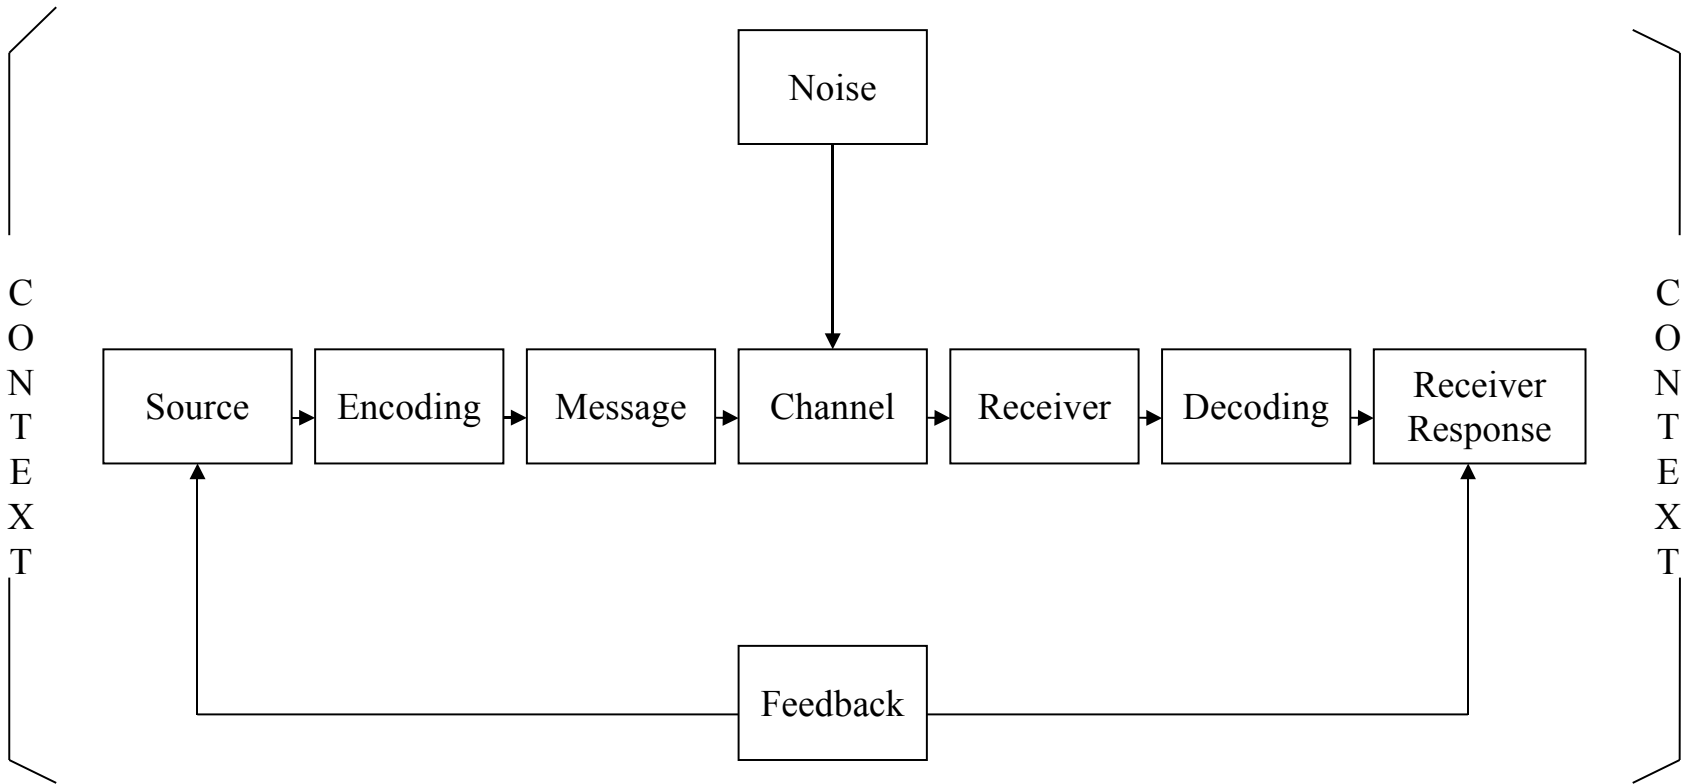 Noise
C
O
N
T
E
X
T
Source
Encoding
Message
Channel
Receiver
Decoding
Receiver
Response
C
O
N
T
E
X
T
Feedback